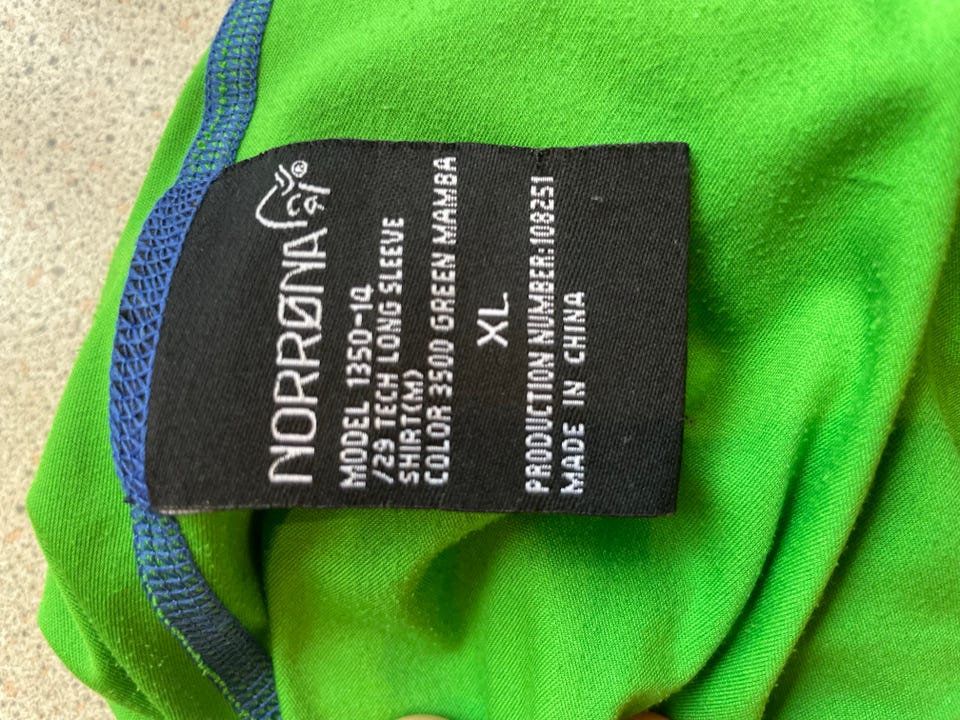 NORRØNA®
MODEL 1350-14
/29 TECH LONG SLEEVE
SHIRT(M)
COLOR 3500 GREEN MAMBA
XL
PRODUCTION NUMBER:108251
MADE IN CHINA